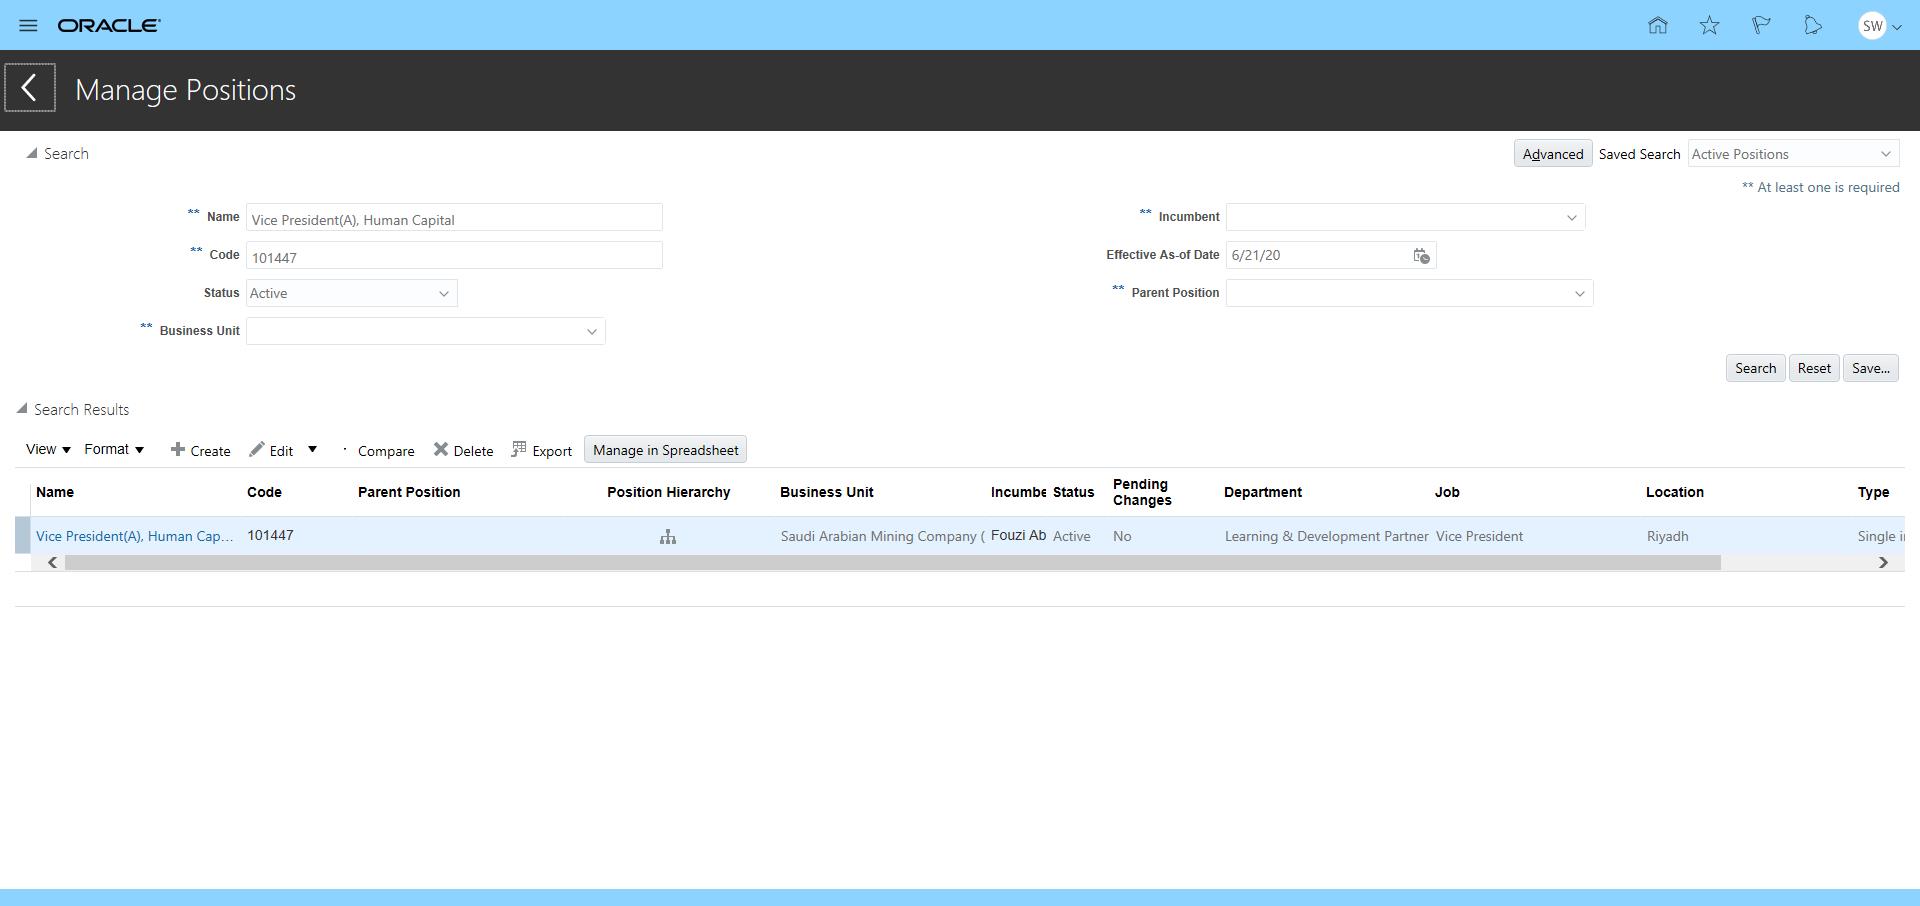 ORACLE
SW
Manage Positions
Search
Advanced Saved Search Active Positions
** At least one is required
** Name Vice President(A), Human Capital
** Incumbent
** Code 101447
Effective As-of Date 6/21/20
Status Active
** Parent Position
** Business Unit
Search Reset Save...
Search Results
View Format Create Edit Compare Delete Export Manage in Spreadsheet
Name Code Parent Position Position Hierarchy Business Unit Incumbe Status Pending Changes Department Job Location Type
Vice President(A), Human Cap... 101447 Saudi Arabian Mining Company ( Fouzi Ab Active No Learning & Development Partner Vice President Riyadh Single i